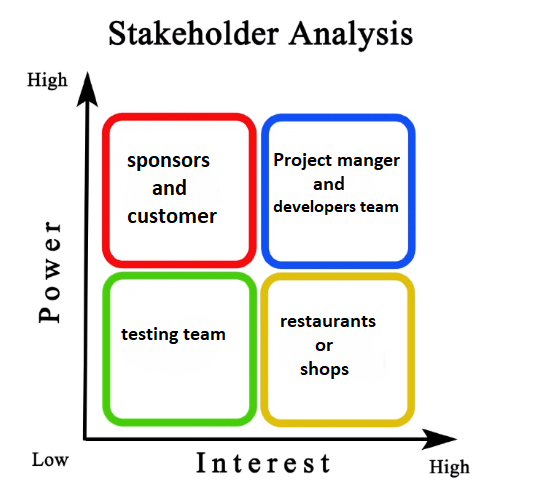 Stakeholder Analysis
High
sponsors
and
customer
Project manger
and
developers team
Power
testing team
restaurants
or
shops
Low
Interest
High